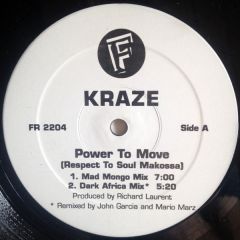 F
KRAZE
FR 2204
Side A
Power To Move
(Respect To Soul Makossa)
1. Mad Mongo Mix 7:00
2. Dark Africa Mix* 5:20
Produced by Richard Laurent
* Remixed by John Garcia and Mario Marz